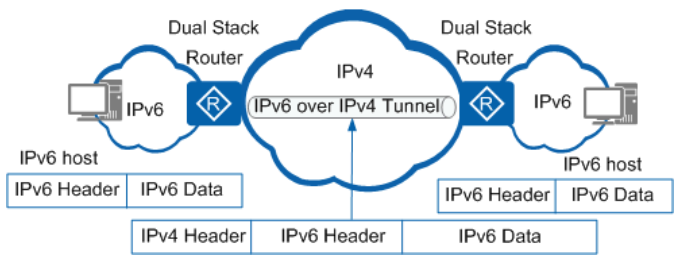 Dual Stack
Router
Dual Stack
Router
IPv4
IPv6
R
IPv6 over IPv4 Tunnel
R
IPv6
IPv6 host
IPv6 host
IPv6 Header IPv6 Data
IPv6 Header IPv6 Data
IPv4 Header IPv6 Header IPv6 Data